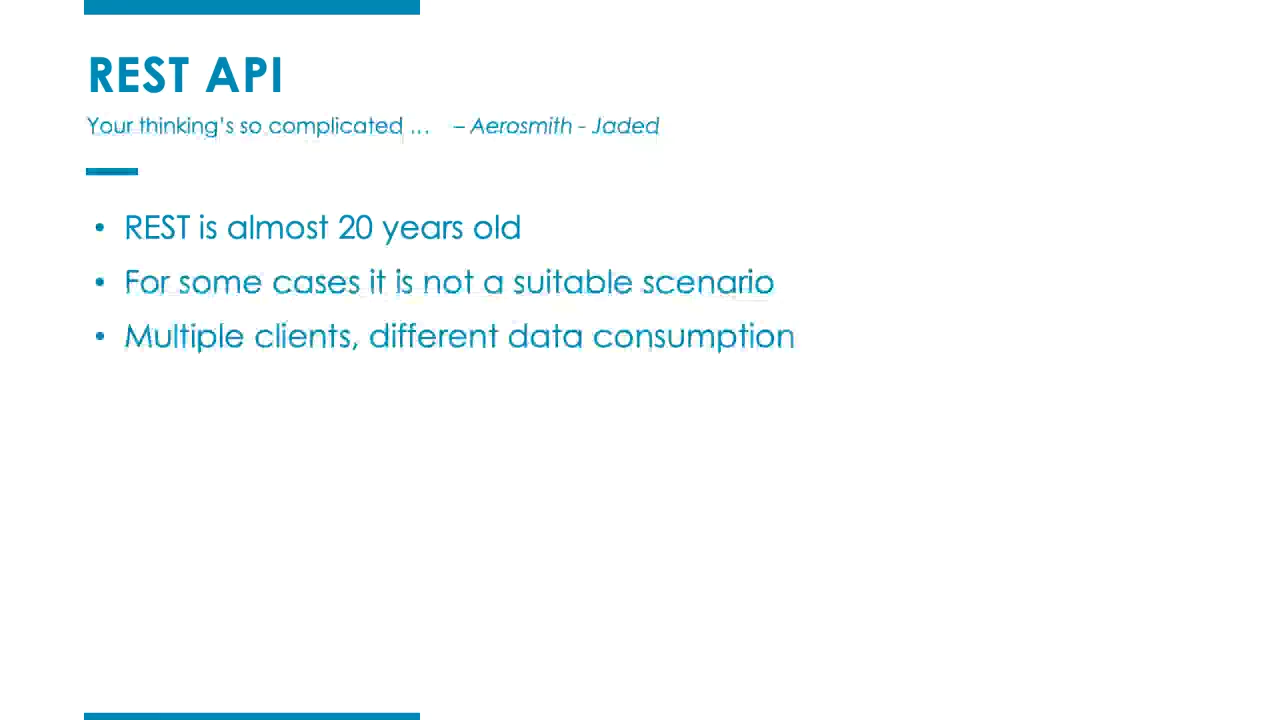 REST API
Your thinking's so complicated ... – Aerosmith - Jaded
• REST is almost 20 years old
• For some cases it is not a suitable scenario
• Multiple clients, different data consumption